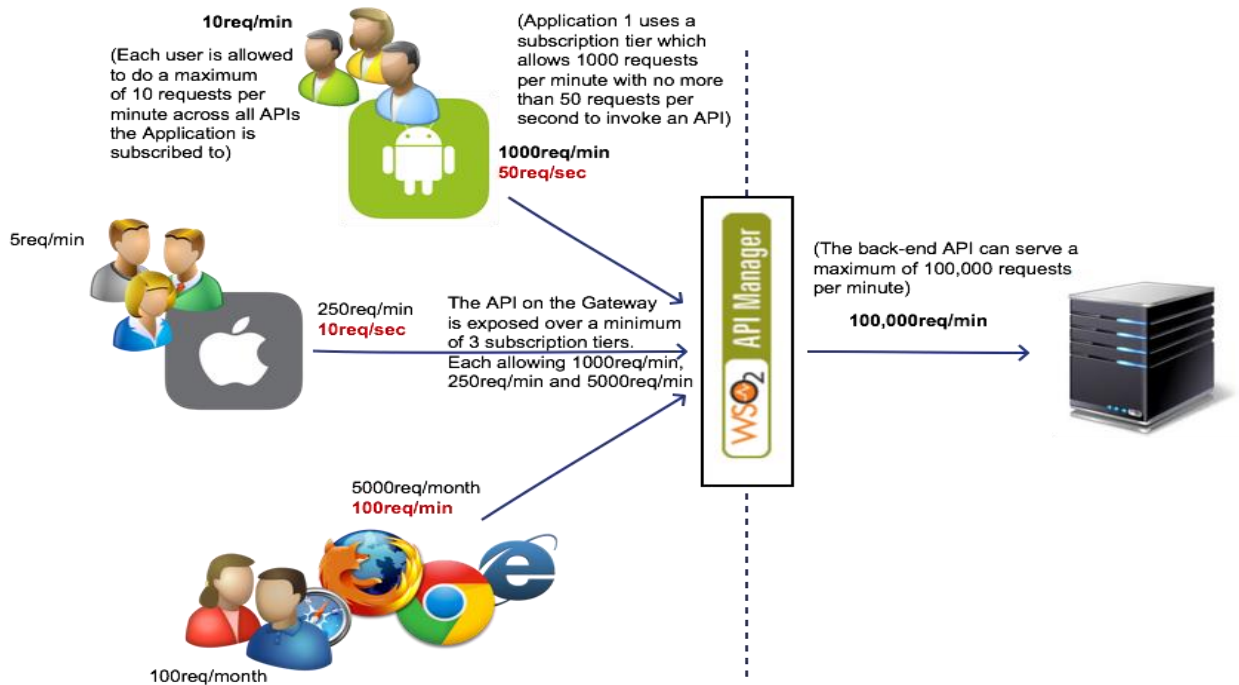 10req/min
(Each user is allowed
to do a maximum
of 10 requests per
minute across all APIs
the Application is
subscribed to)
(Application 1 uses a
subscription tier which
allows 1000 requests
per minute with no more
than 50 requests per
second to invoke an API)
1000req/min
50req/sec
5req/min
250req/min
10req/sec
The API on the Gateway
is exposed over a minimum
of 3 subscription tiers.
Each allowing 1000req/min,
250req/min and 5000req/min
WSO2 API Manager
(The back-end API can serve a
maximum of 100,000 requests
per minute)
100,000req/min
5000req/month
100req/min
100req/month